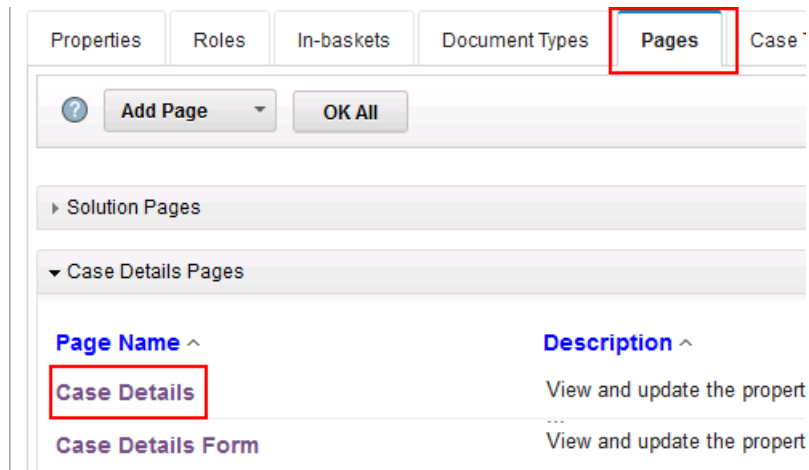 Properties Roles In-baskets Document Types Pages Case
? Add Page OK All
Solution Pages
Case Details Pages
Page Name Description
Case Details View and update the propert
...
Case Details Form View and update the propert